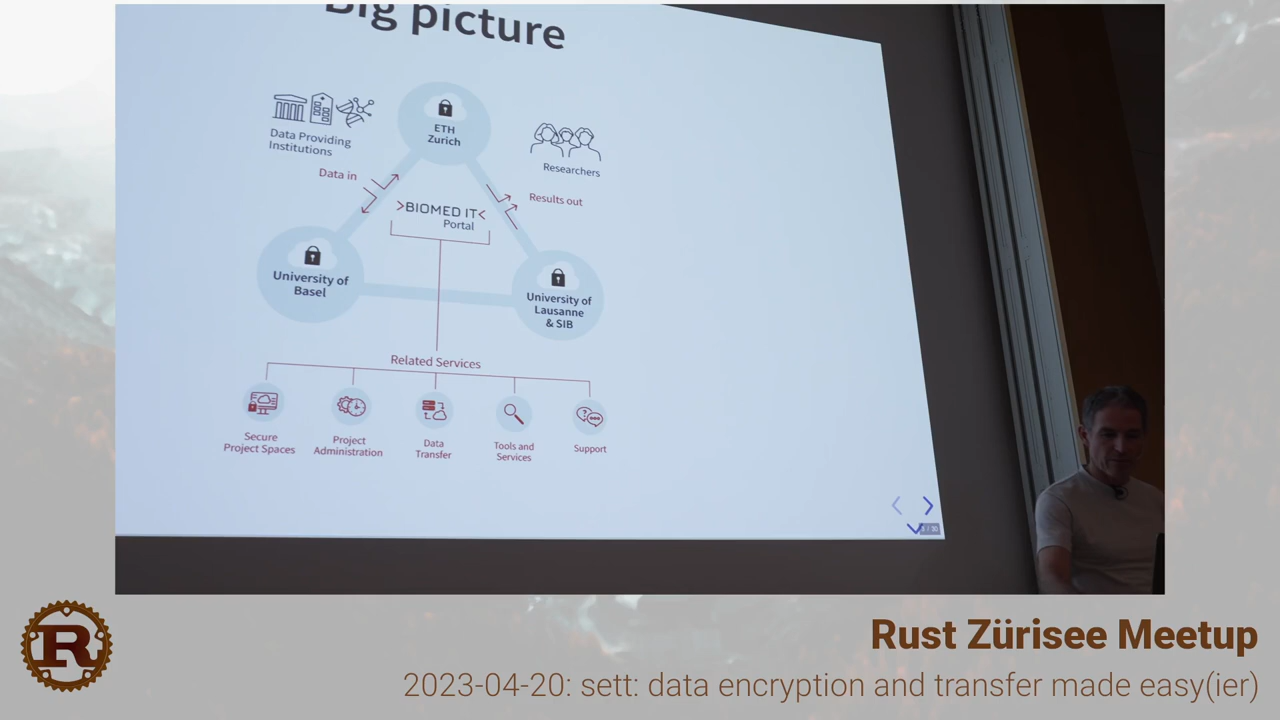 Big picture
ETH
Zurich
Data Providing
Institutions
Researchers
Data in
Results out
>BIOMED IT<
Portal
University of
Basel
University of
Lausanne
& SIB
Related Services
Secure
Project Spaces
Project
Administration
Data
Transfer
Tools and
Services
Support
R
Rust Zürisee Meetup
2023-04-20: sett: data encryption and transfer made easy(ier)